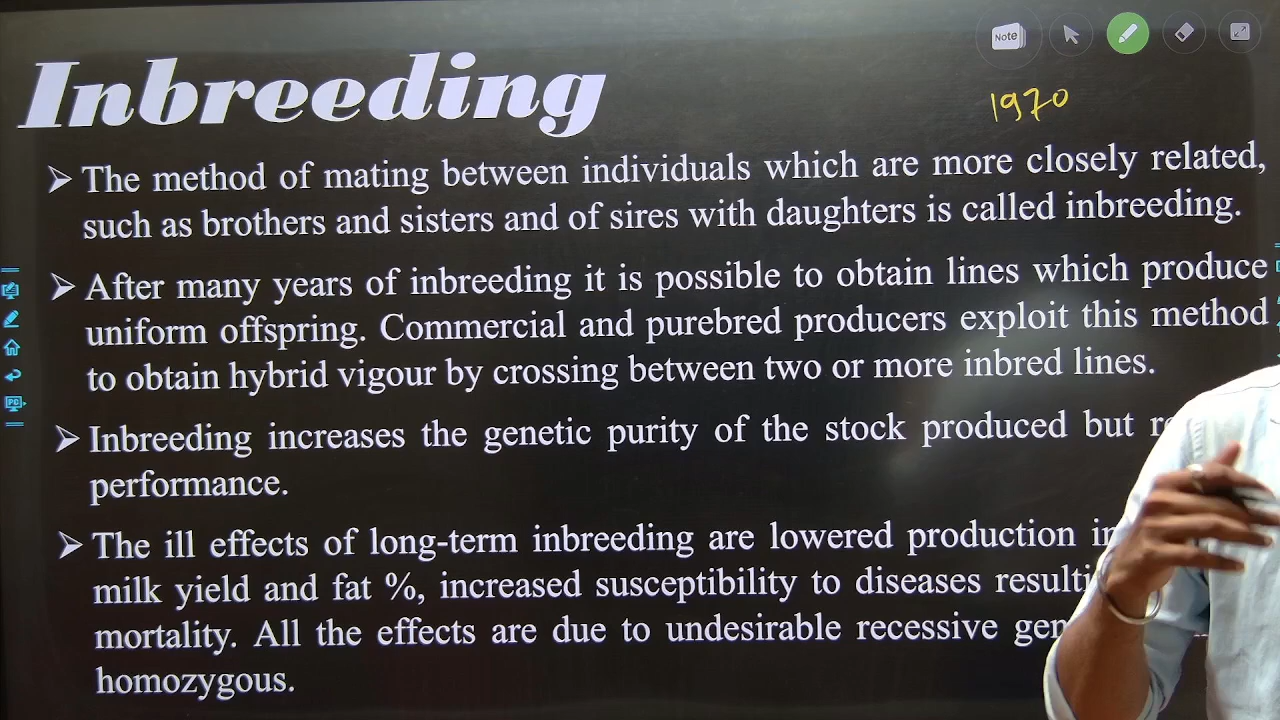 Note
Inbreeding
1970
➢ The method of mating between individuals which are more closely related,
such as brothers and sisters and of sires with daughters is called inbreeding.
➢ After many years of inbreeding it is possible to obtain lines which produce
uniform offspring. Commercial and purebred producers exploit this method
to obtain hybrid vigour by crossing between two or more inbred lines.
➢ Inbreeding increases the genetic purity of the stock produced but
performance.
➢ The ill effects of long-term inbreeding are lowered production
milk yield and fat %, increased susceptibility to diseases
mortality. All the effects are due to undesirable recessive
homozygous.